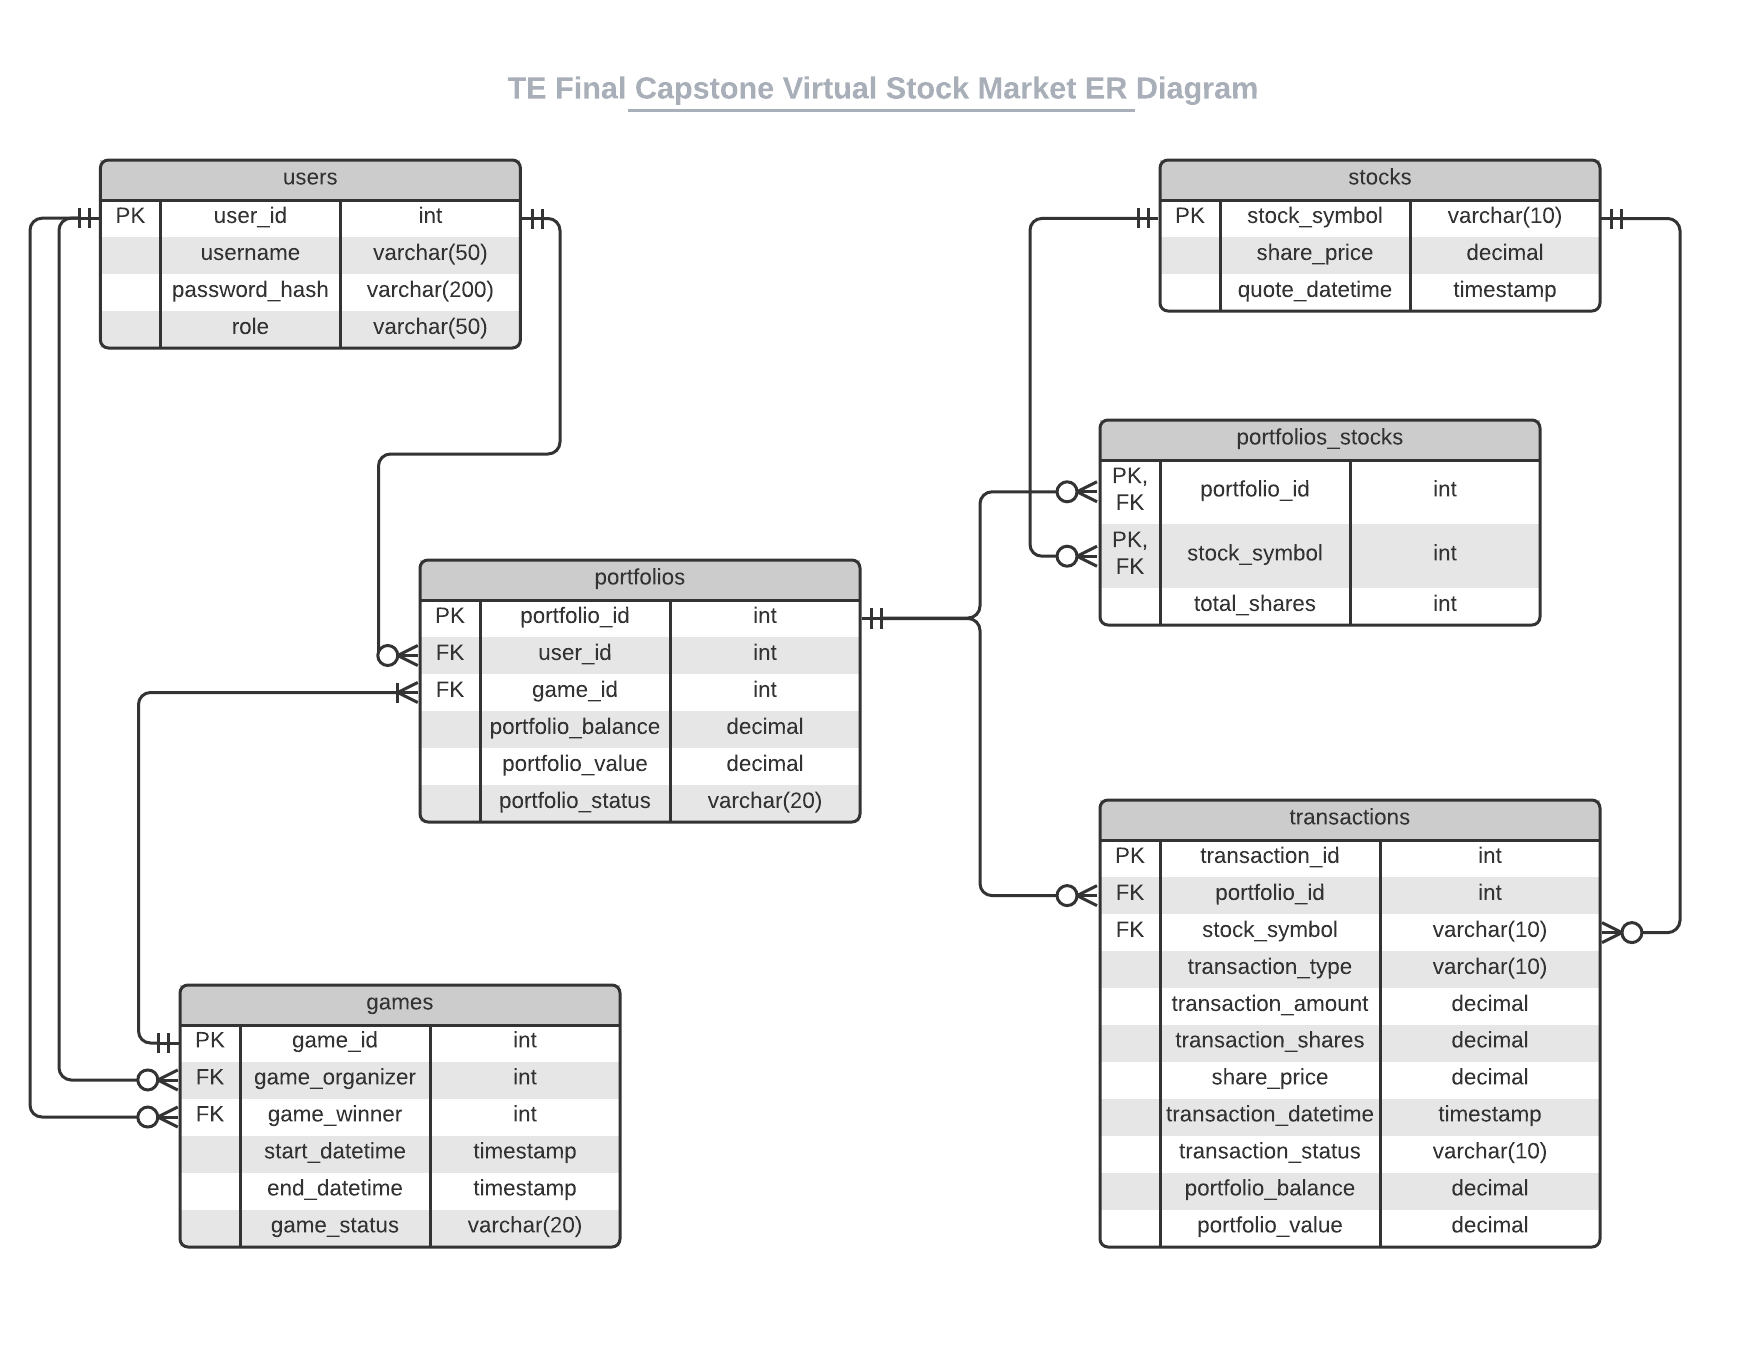 TE Final Capstone Virtual Stock Market ER Diagram
users
PK user_id int
username varchar(50)
password_hash varchar(200)
role varchar(50)
stocks
PK stock_symbol varchar(10)
share_price decimal
quote_datetime timestamp
portfolios_stocks
PK,
FK portfolio_id int
PK,
FK stock_symbol int
total_shares int
portfolios
PK portfolio_id int
FK user_id int
FK game_id int
portfolio_balance decimal
portfolio_value decimal
portfolio_status varchar(20)
transactions
PK transaction_id int
FK portfolio_id int
FK stock_symbol varchar(10)
transaction_type varchar(10)
transaction_amount decimal
transaction_shares decimal
share_price decimal
transaction_datetime timestamp
transaction_status varchar(10)
portfolio_balance decimal
portfolio_value decimal
games
PK game_id int
FK game_organizer int
FK game_winner int
start_datetime timestamp
end_datetime timestamp
game_status varchar(20)